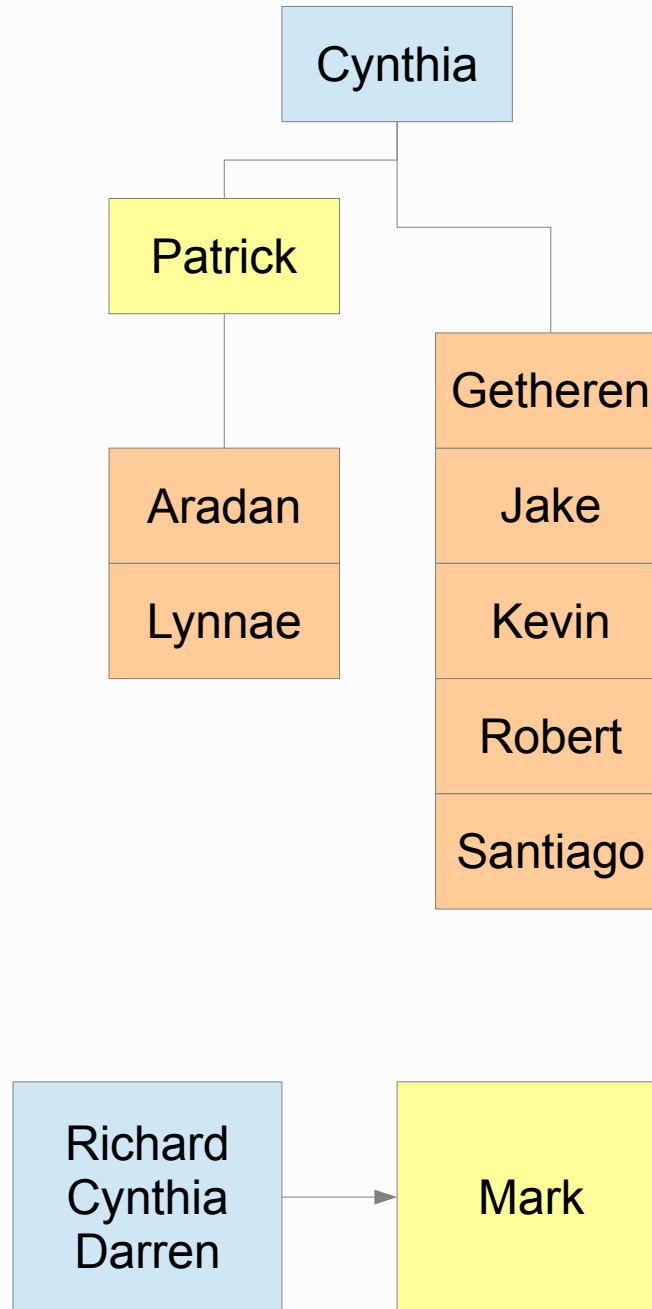 Cynthia
Patrick
Getheren
Aradan
Jake
Lynnae
Kevin
Robert
Santiago
Richard
Cynthia
Darren
Mark